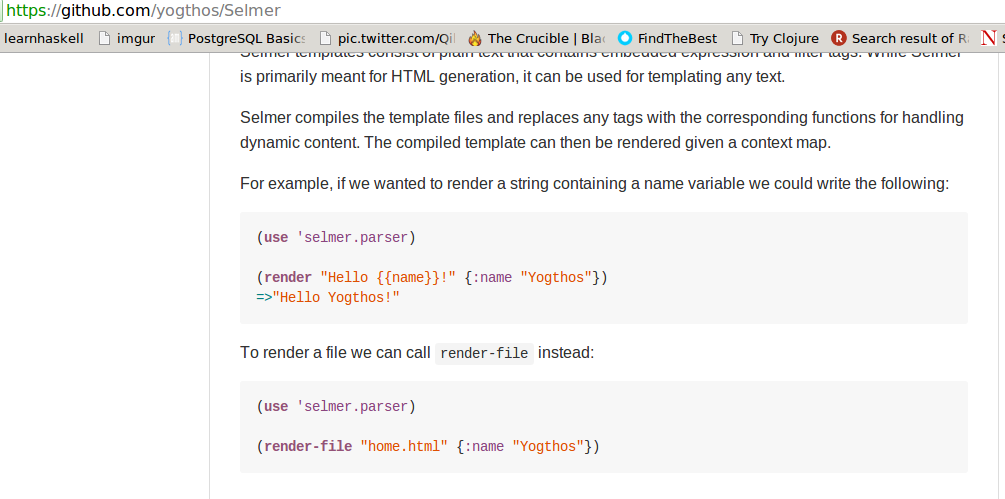 https://github.com/yogthos/Selmer
learnhaskell imgur PostgreSQL Basics pic.twitter.com/Qi The Crucible | Bla FindTheBest Try Clojure Search result of R N
Selmer templates consist of plain text that contains embedded expression and filter tags. While Selmer
is primarily meant for HTML generation, it can be used for templating any text.
Selmer compiles the template files and replaces any tags with the corresponding functions for handling
dynamic content. The compiled template can then be rendered given a context map.
For example, if we wanted to render a string containing a name variable we could write the following:
(use 'selmer.parser)
(render "Hello {{name}}!" {:name "Yogthos"})
=>"Hello Yogthos!"
To render a file we can call render-file instead:
(use 'selmer.parser)
(render-file "home.html" {:name "Yogthos"})